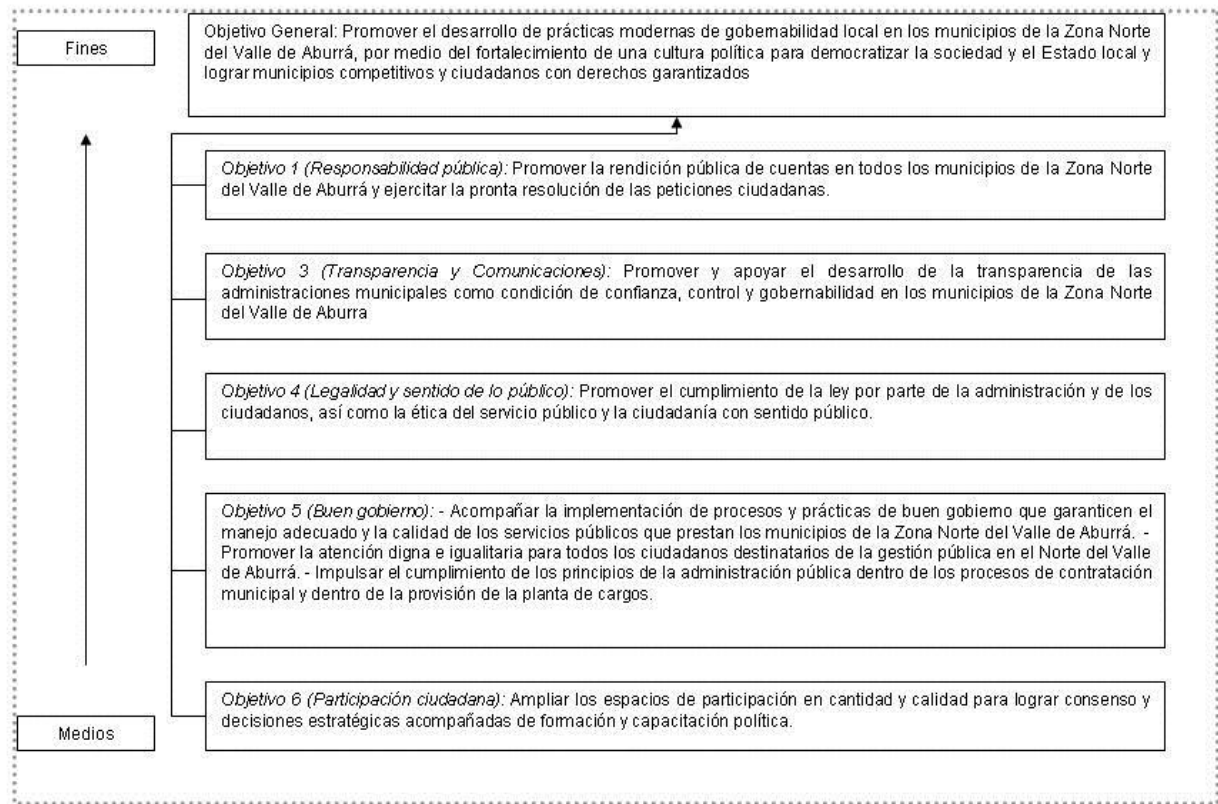 Fines
Objetivo General: Promover el desarrollo de prácticas modernas de gobernabilidad local en los municipios de la Zona Norte
del Valle de Aburrá, por medio del fortalecimiento de una cultura política para democratizar la sociedad y el Estado local y
lograr municipios competitivos y ciudadanos con derechos garantizados
Objetivo 1 (Responsabilidad pública): Promover la rendición pública de cuentas en todos los municipios de la Zona Norte
del Valle de Aburrá y ejercitar la pronta resolución de las peticiones ciudadanas.
Objetivo 3 (Transparencia y Comunicaciones): Promover y apoyar el desarrollo de la transparencia de las
administraciones municipales como condición de confianza, control y gobernabilidad en los municipios de la Zona Norte
del Valle de Aburra
Objetivo 4 (Legalidad y sentido de lo público): Promover el cumplimiento de la ley por parte de la administración y de los
ciudadanos, así como la ética del servicio público y la ciudadanía con sentido público.
Objetivo 5 (Buen gobierno): - Acompañar la implementación de procesos y prácticas de buen gobierno que garanticen el
manejo adecuado y la calidad de los servicios públicos que prestan los municipios de la Zona Norte del Valle de Aburrá. -
Promover la atención digna e igualitaria para todos los ciudadanos destinatarios de la gestión pública en el Norte del Valle
de Aburrá. - Impulsar el cumplimiento de los principios de la administración pública dentro de los procesos de contratación
municipal y dentro de la provisión de la planta de cargos.
Objetivo 6 (Participación ciudadana): Ampliar los espacios de participación en cantidad y calidad para lograr consenso y
decisiones estratégicas acompañadas de formación y capacitación política.
Medios